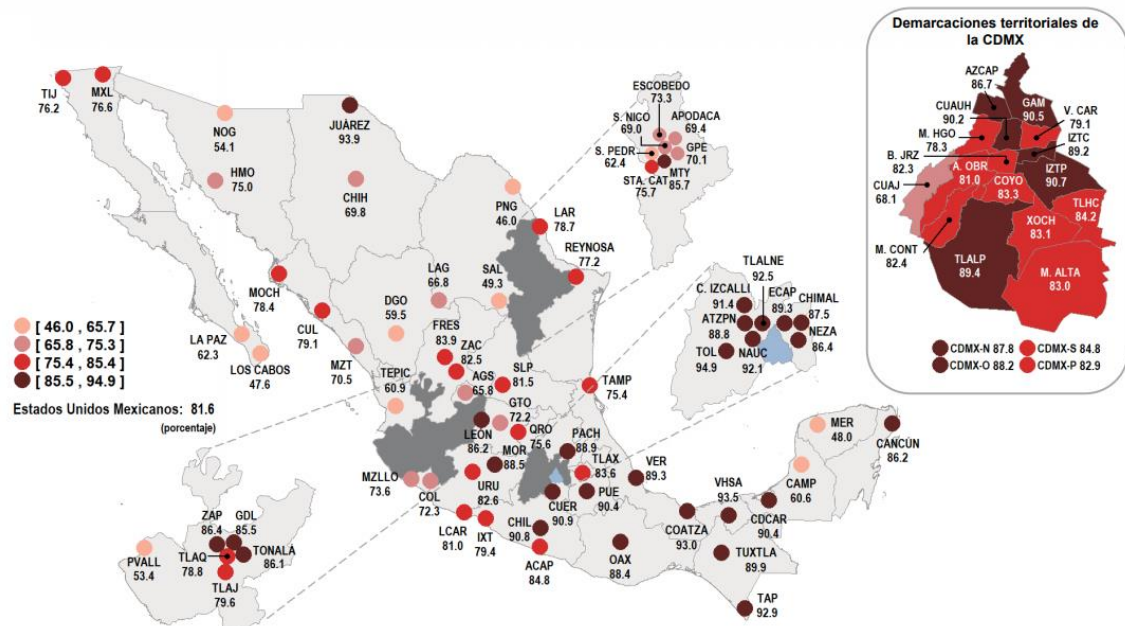 TIJ
76.2
MXL
76.6
NOG
54.1
HMO
75.0
JUÀREZ
93.9
CHIH
69.8
PNG
46.0
LAR
78.7
REYNOSA
77.2
ESCOBEDO
73.3
S. NICO
69.0
APODACA
69.4
S. PEDR
62.4
GPE
70.1
MTY
85.7
STA. CAT
75.7
MOCH
78.4
CUL
79.1
LA PAZ
62.3
LOS CABOS
47.6
MZT
70.5
DGO
59.5
LAG
66.8
SAL
49.3
FRES
83.9
ZAC
82.5
TEPIC
60.9
AGS
65.8
SLP
81.5
TAMP
75.4
GTO
72.2
LEÓN
86.2
QRO
75.6
MOR
88.5
PACH
88.9
TLAX
83.6
MZLLO
73.6
COL
72.3
URU
82.6
CUER
90.9
PUE
90.4
VER
89.3
LCAR
81.0
IXT
79.4
CHIL
90.8
ACAP
84.8
OAX
88.4
COATZA
93.0
VHSA
93.5
CDCAR
90.4
TUXTLA
89.9
TAP
92.9
CAMP
60.6
MER
48.0
CANCÚN
86.2
TLALNE
92.5
C. IZCALLI
91.4
ECAP
89.3
CHIMAL
87.5
ATZPN
88.8
NEZA
86.4
TOL
94.9
NAUC
92.1
ZAP
86.4
GDL
85.5
TONALÁ
86.1
TLAQ
78.8
TLAJ
79.6
PVALL
53.4
[ 46.0 , 65.7 ]
[ 65.8 , 75.3 ]
[ 75.4 , 85.4 ]
[ 85.5 , 94.9 ]
Estados Unidos Mexicanos: 81.6
(porcentaje)
Demarcaciones territoriales de
la CDMX
AZCAP
86.7
GAM
90.5
CUAUH
90.2
V. CAR
79.1
M. HGO
78.3
IZTC
89.2
B. JRZ
82.3
IZTP
90.7
A. OBR
81.0
COYO
83.3
CUAJ
68.1
TLHC
84.2
XOCH
83.1
M. CONT
82.4
TLALP
89.4
M. ALTA
83.0
CDMX-N 87.8
CDMX-S 84.8
CDMX-O 88.2
CDMX-P 82.9